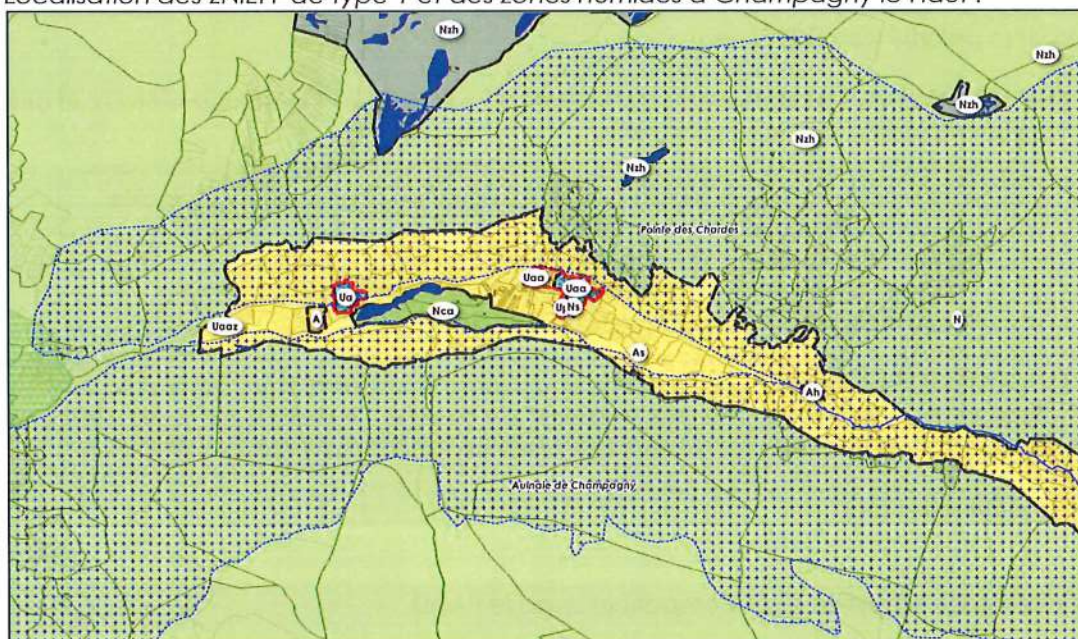 Localisation des ZNIEFF de type 1 et des zones humides à Champagny le Haut :
Nzh
Nzh
Nzh
Nzh
Nzh
Pointe des Chardes
Uaa
Ua
Uaa
Ns
Nca
A
Uaaz
N
As
Ah
Aulnaie de Champagny